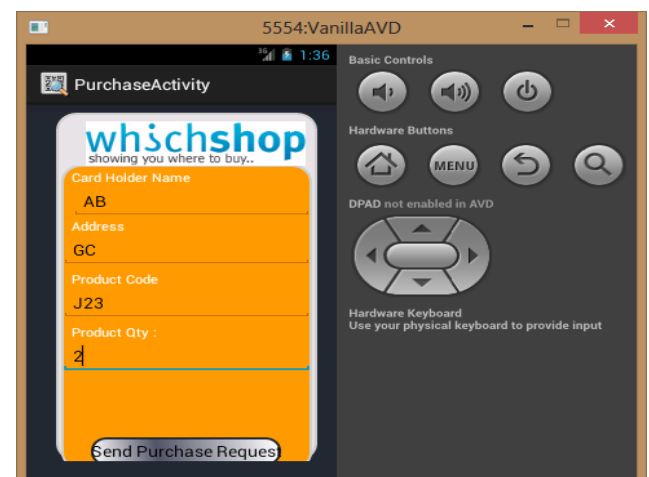 5554:VanillaAVD
36 1:36
PurchaseActivity
whichshop
showing you where to buy..
Card Holder Name
AB
Address
GC
Product Code
J23
Product Qty :
2
Send Purchase Request
Basic Controls
Hardware Buttons
MENU
DPAD not enabled in AVD
Hardware Keyboard
Use your physical keyboard to provide input